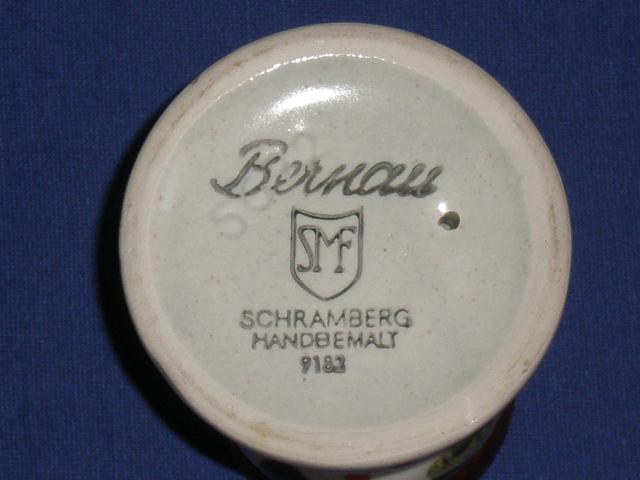 Bernau
SMF
SCHRAMBERG
HANDBEMALT
9183